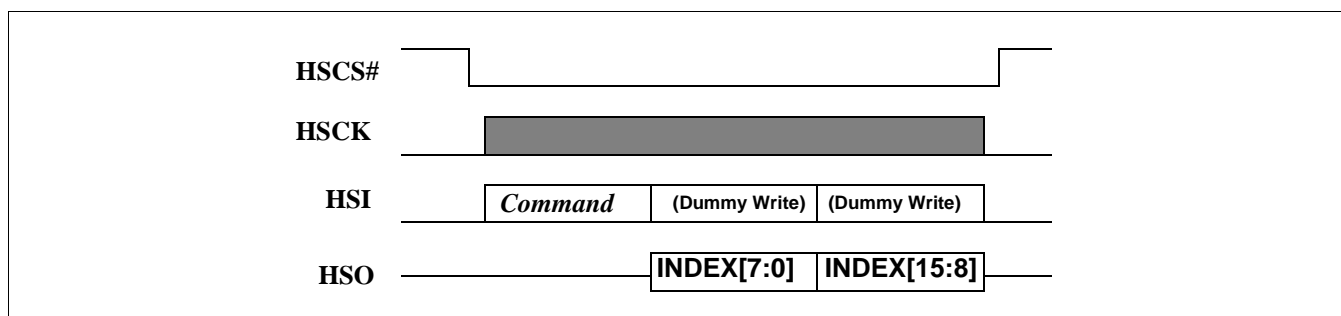 HSCS#
HSCK
HSI Command (Dummy Write) (Dummy Write)
HSO INDEX[7:0] INDEX[15:8]